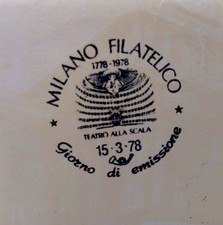 MILANO FILATELICO
1778-1978
TEATRO ALLA SCALA
15-3-78
Giorno di emissione